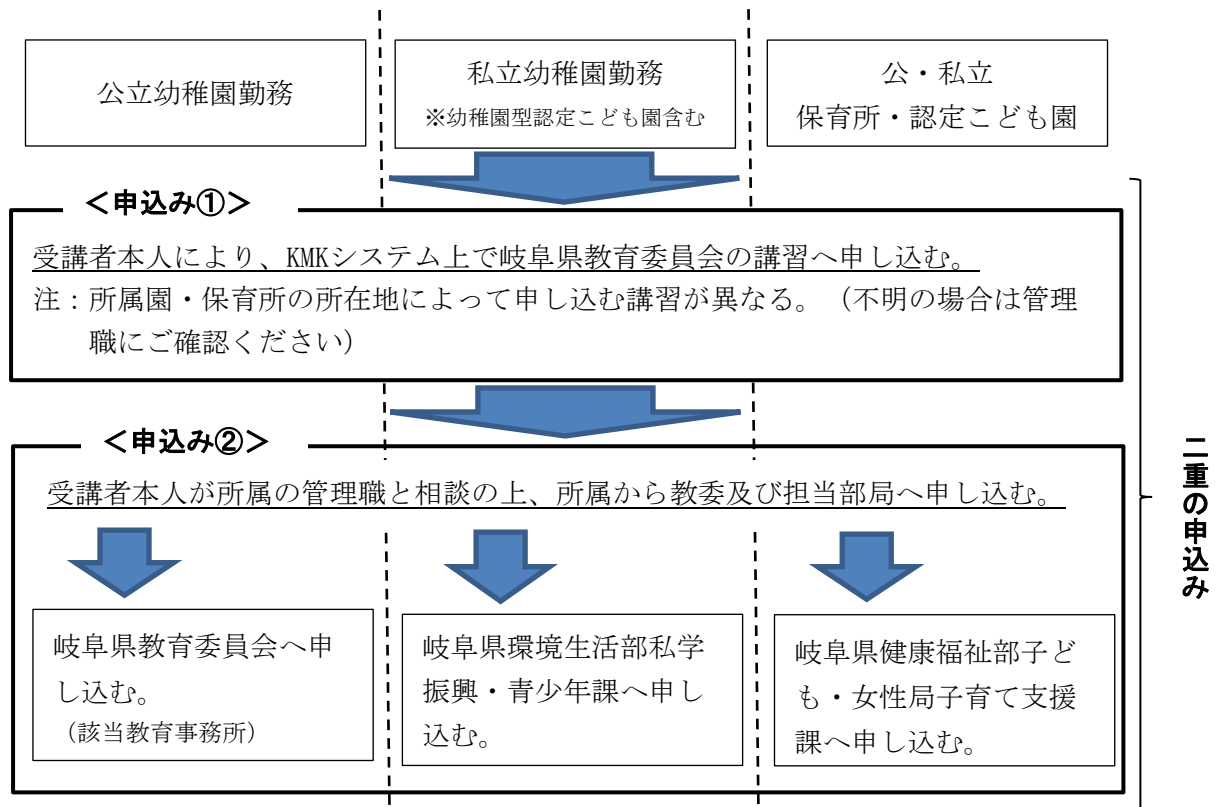 公立幼稚園勤務
私立幼稚園勤務
※幼稚園型認定こども園含む
公・私立
保育所・認定こども園
＜申込み①＞
受講者本人により、KMKシステム上で岐阜県教育委員会の講習へ申し込む。
注：所属園・保育所の所在地によって申し込む講習が異なる。（不明の場合は管理
職にご確認ください）
＜申込み②＞
受講者本人が所属の管理職と相談の上、所属から教委及び担当部局へ申し込む。
岐阜県教育委員会へ申
し込む。
（該当教育事務所）
岐阜県環境生活部私学
振興・青少年課へ申し
込む。
岐阜県健康福祉部子ど
も・女性局子育て支援
課へ申し込む。
二重の申込み